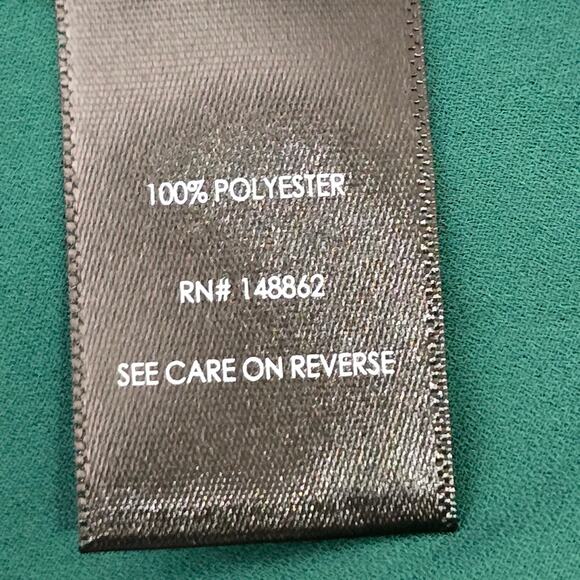 100% POLYESTER
RN# 148862
SEE CARE ON REVERSE